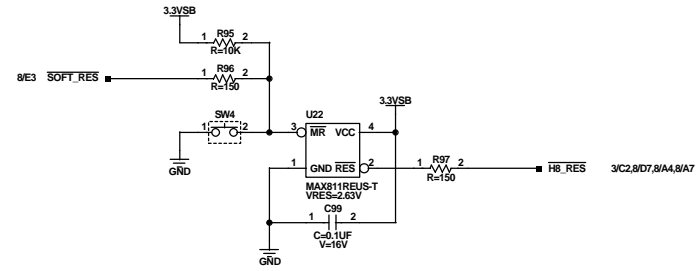 3.3VSB
1 R95 2
R=10K
8/E3 SOFT_RES 1 R96 2
R=150
3.3VSB
SW4
1 2
U22
3 MR VCC 4
GND
1 GND RES 2
R97
1 2
R=150
H8_RES 3/C2,8/D7,8/A4,8/A7
MAX811REUS-T
VRES=2.63V
C99
1 2
C=0.1UF
V=16V
GND